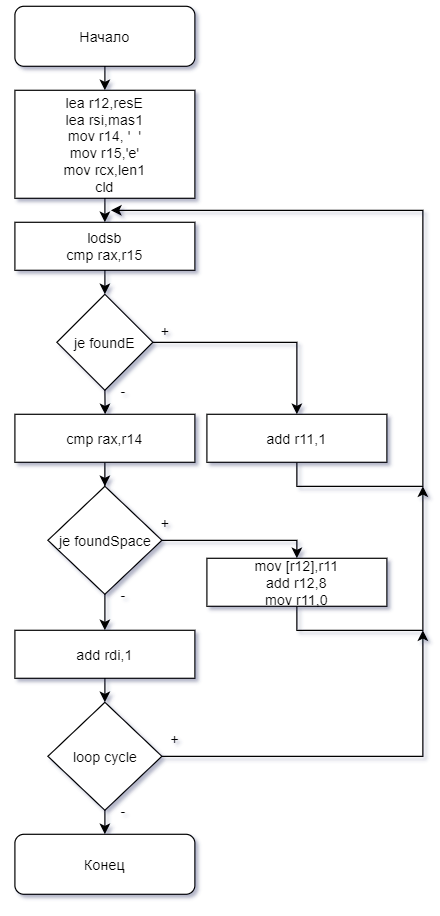 Начало
lea r12,resE
lea rsi,mas1
mov r14, ' '
mov r15,'e'
mov rcx,len1
cld
lodsb
cmp rax,r15
je foundE
+
-
cmp rax,r14
add r11,1
je foundSpace
+
-
mov [r12],r11
add r12,8
mov r11,0
add rdi,1
loop cycle
+
-
Конец